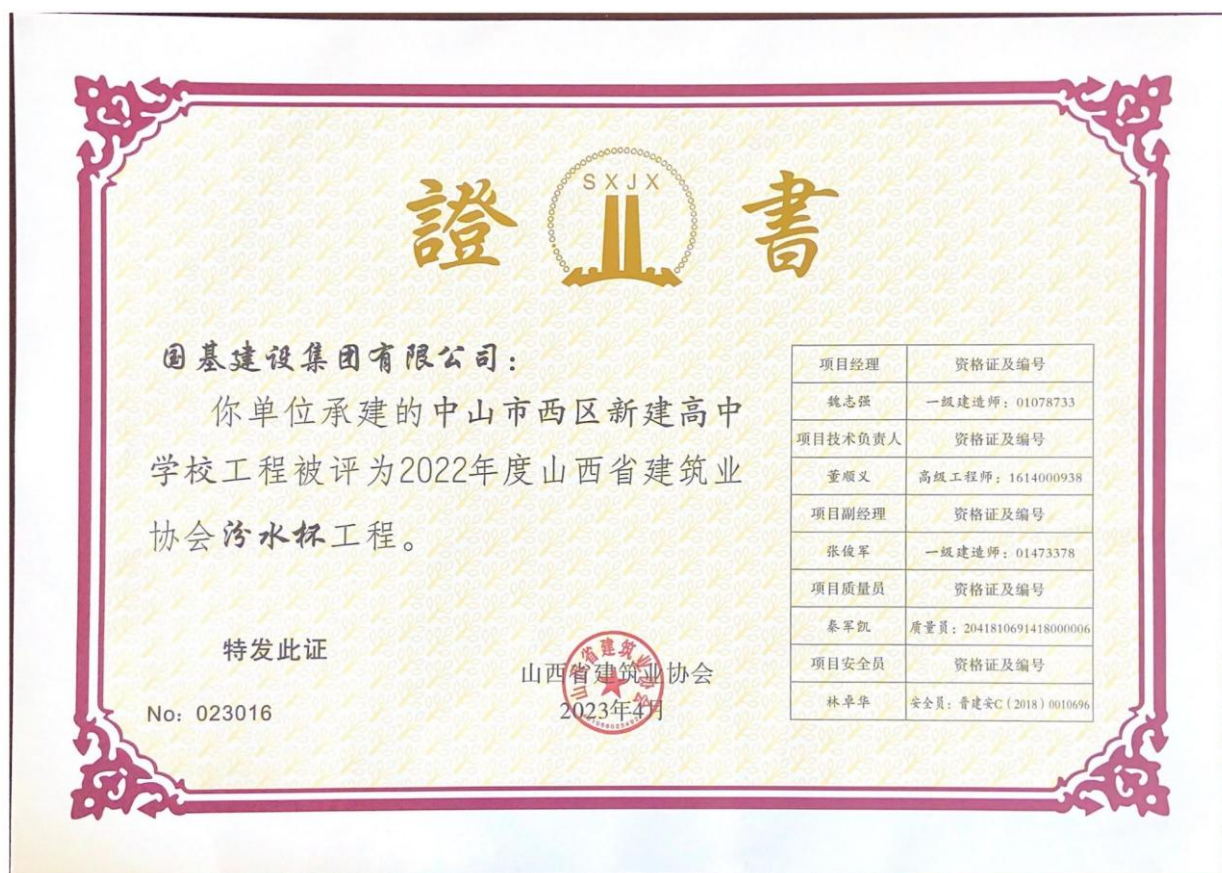 證 SXJX 書
国基建设集团有限公司：
你单位承建的中山市西区新建高中
学校工程被评为2022年度山西省建筑业
协会汾水杯工程。
特发此证
No: 023016
山西省建筑业协会
2023年4月
山西省建筑业协会
项目经理 资格证及编号
魏志强 一级建造师：01078733
项目技术负责人 资格证及编号
董顺义 高级工程师：1614000938
项目副经理 资格证及编号
张俊军 一级建造师：01473378
项目质量员 资格证及编号
秦军凯 质量员：2041810691418000006
项目安全员 资格证及编号
林卓华 安全员：晋建安C（2018）0010696